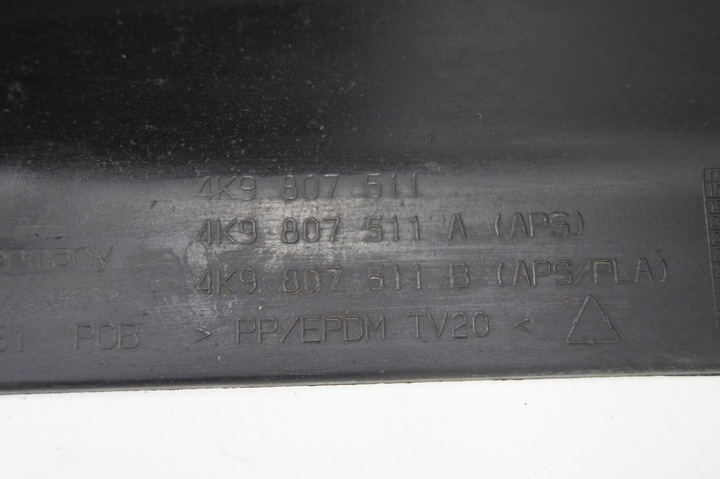 4K9 807 511
4K9 807 511 A (APS)
4K9 807 511 B (APS/PLA)
POB > PP/EPDM TV20 <